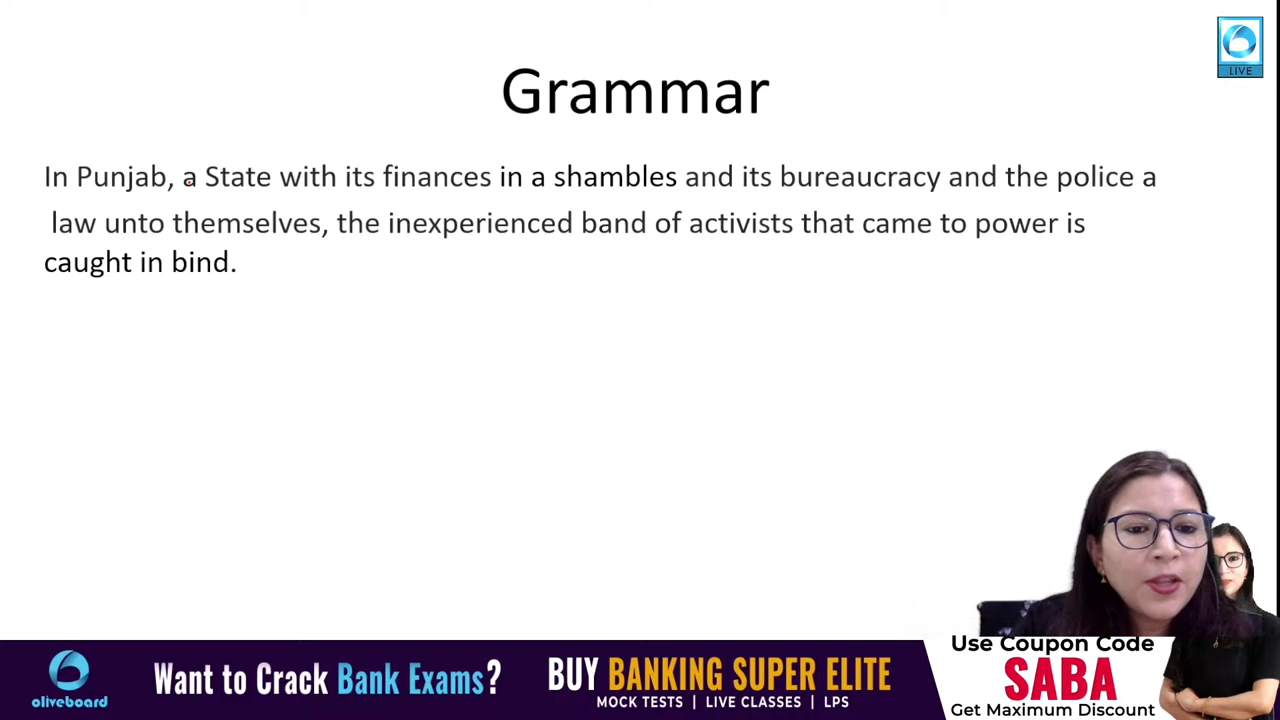 LIVE
Grammar
In Punjab, a State with its finances in a shambles and its bureaucracy and the police a
law unto themselves, the inexperienced band of activists that came to power is
caught in bind.
oliveboard
Want to Crack Bank Exams?
BUY BANKING SUPER ELITE
MOCK TESTS | LIVE CLASSES | LPS
Use Coupon Code
SABA
Get Maximum Discount